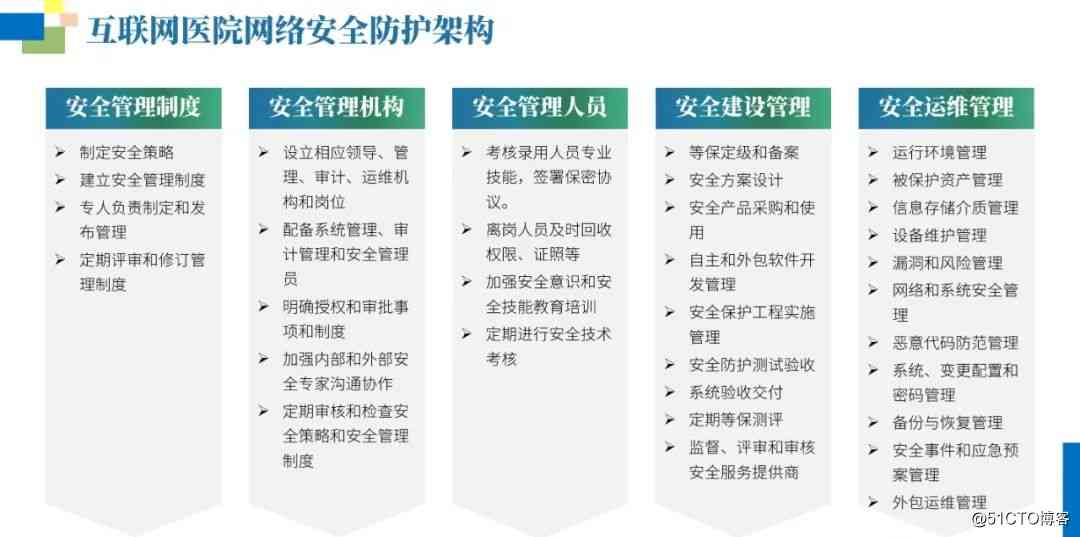 互联网医院网络安全防护架构
安全管理制度
制定安全策略
建立安全管理制度
专人负责制定和发
布管理
定期评审和修订管
理制度
安全管理机构
设立相应领导、管
理、审计、运维机
构和岗位
配备系统管理、审
计管理和安全管理
员
明确授权和审批事
项和制度
加强内部和外部安
全专家沟通协作
定期审核和检查安
全策略和安全管理
制度
安全管理人员
考核录用人员专业
技能，签署保密协
议。
离岗人员及时回收
权限、证照等
加强安全意识和安
全技能教育培训
定期进行安全技术
考核
安全建设管理
等保定级和备案
安全方案设计
安全产品采购和使
用
自主和外包软件开
发管理
安全保护工程实施
管理
安全防护测试验收
系统验收交付
定期等保测评
监督、评审和审核
安全服务提供商
安全运维管理
运行环境管理
被保护资产管理
信息存储介质管理
设备维护管理
漏洞和风险管理
网络和系统安全管
理
恶意代码防范管理
系统、变更配置和
密码管理
备份与恢复管理
安全事件和应急预
案管理
外包运维管理
@51CTO博客